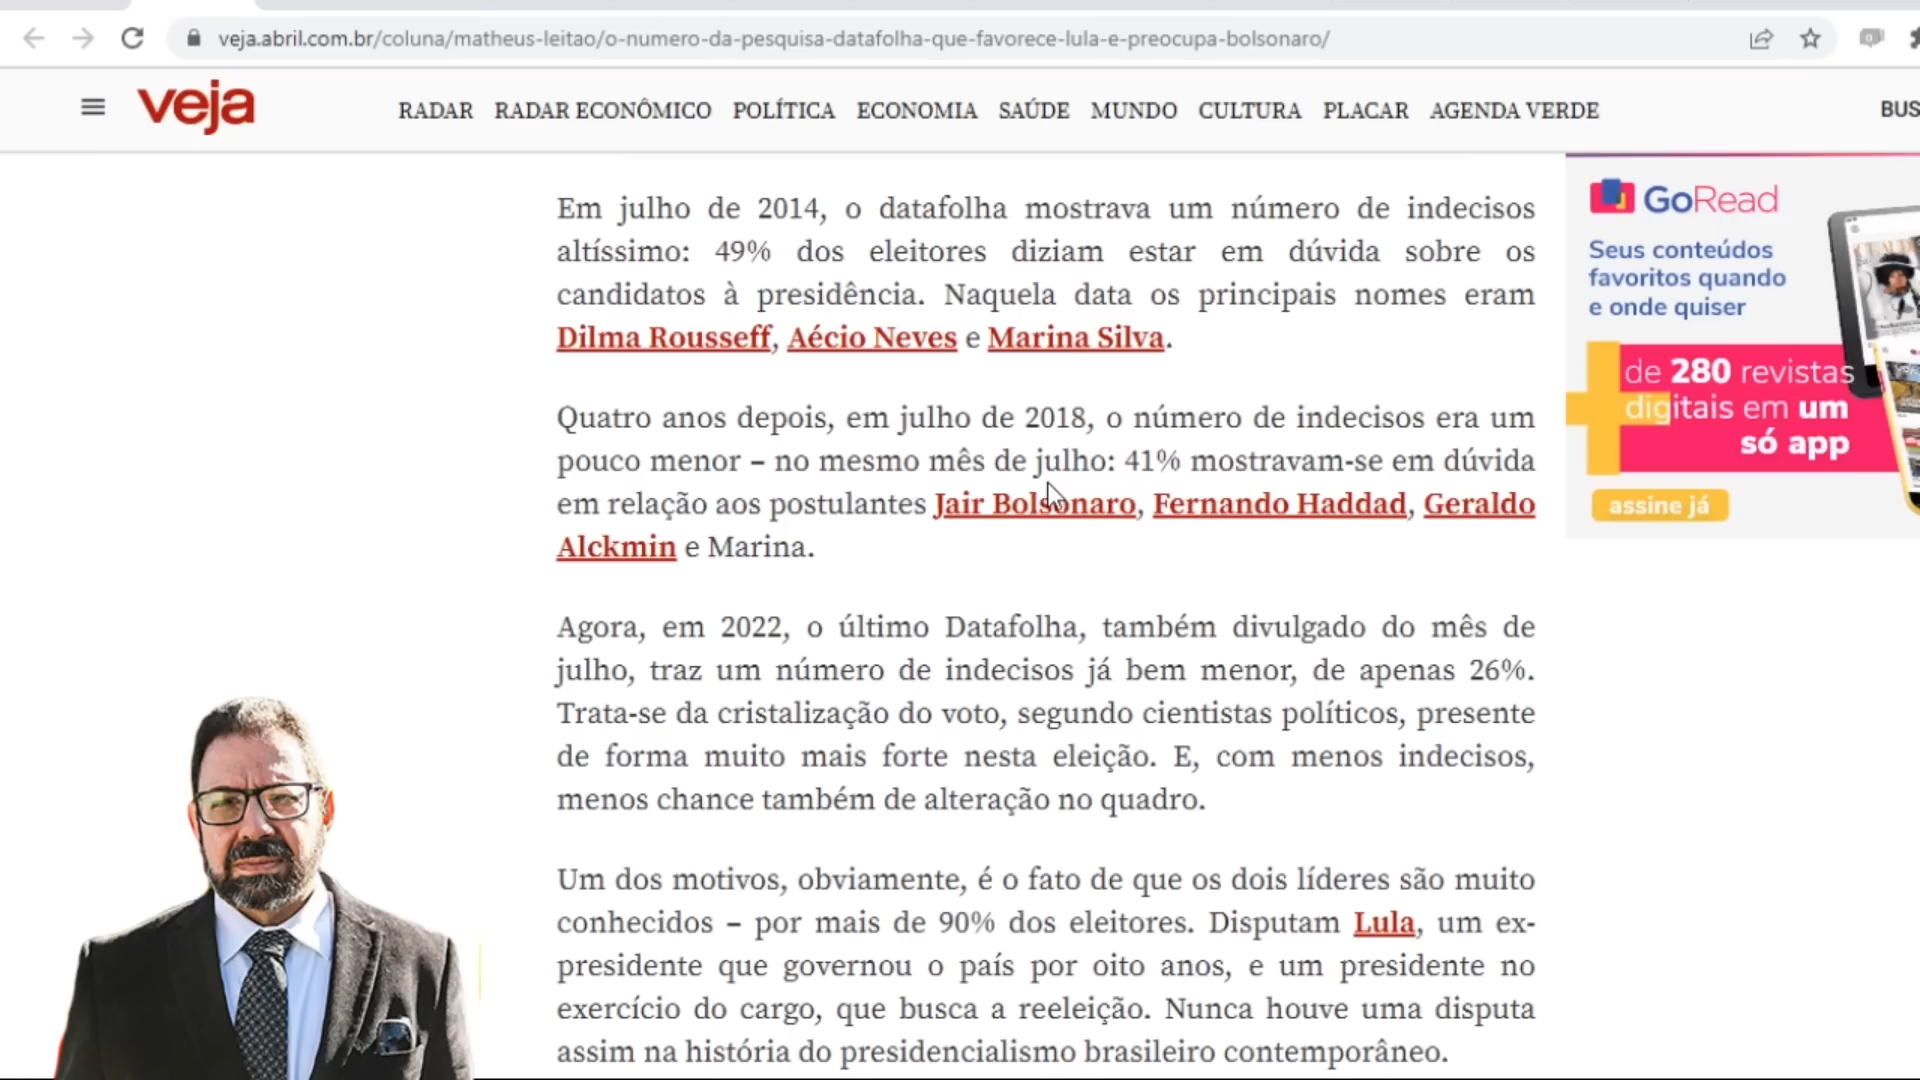 veja.abril.com.br/coluna/matheus-leitao/o-numero-da-pesquisa-datafolha-que-favorece-lula-e-preocupa-bolsonaro/
veja
RADAR RADAR ECONÔMICO POLÍTICA ECONOMIA SAÚDE MUNDO CULTURA PLACAR AGENDA VERDE
BUS
Em julho de 2014, o datafolha mostrava um número de indecisos
altíssimo: 49% dos eleitores diziam estar em dúvida sobre os
candidatos à presidência. Naquela data os principais nomes eram
Dilma Rousseff, Aécio Neves e Marina Silva.
Quatro anos depois, em julho de 2018, o número de indecisos era um
pouco menor – no mesmo mês de julho: 41% mostravam-se em dúvida
em relação aos postulantes Jair Bolsonaro, Fernando Haddad, Geraldo
Alckmin e Marina.
Agora, em 2022, o último Datafolha, também divulgado do mês de
julho, traz um número de indecisos já bem menor, de apenas 26%.
Trata-se da cristalização do voto, segundo cientistas políticos, presente
de forma muito mais forte nesta eleição. E, com menos indecisos,
menos chance também de alteração no quadro.
Um dos motivos, obviamente, é o fato de que os dois líderes são muito
conhecidos – por mais de 90% dos eleitores. Disputam Lula, um ex-
presidente que governou o país por oito anos, e um presidente no
exercício do cargo, que busca a reeleição. Nunca houve uma disputa
assim na história do presidencialismo brasileiro contemporâneo.
GoRead
Seus conteúdos
favoritos quando
e onde quiser
de 280 revistas
digitais em um
só app
assine já